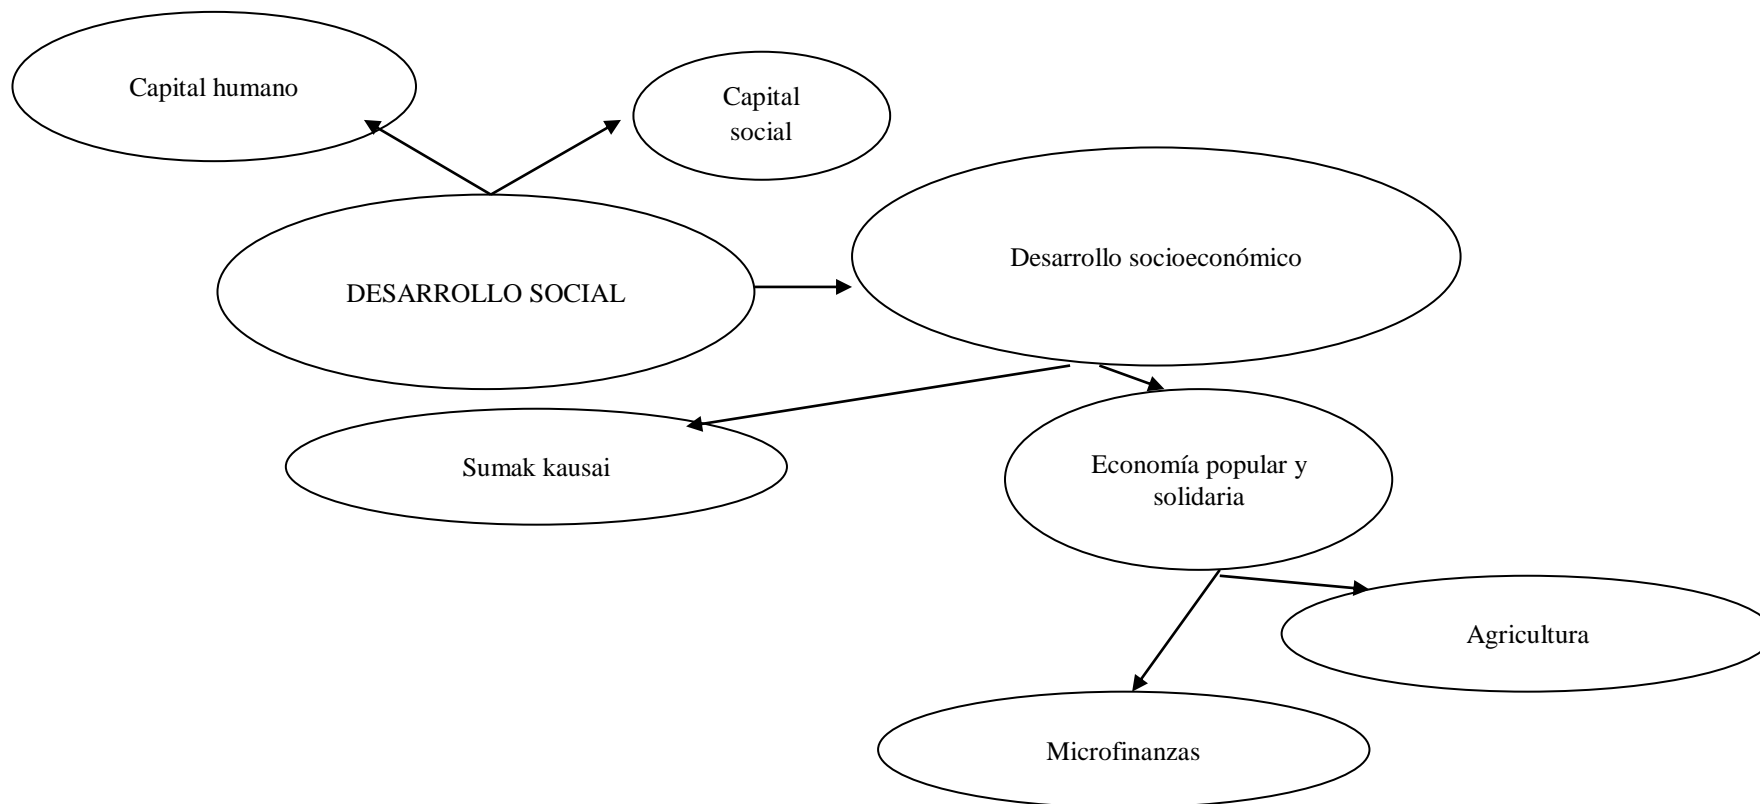 Capital humano
Capital
social
Desarrollo socioeconómico
DESARROLLO SOCIAL
Sumak kausai
Economía popular y
solidaria
Agricultura
Microfinanzas